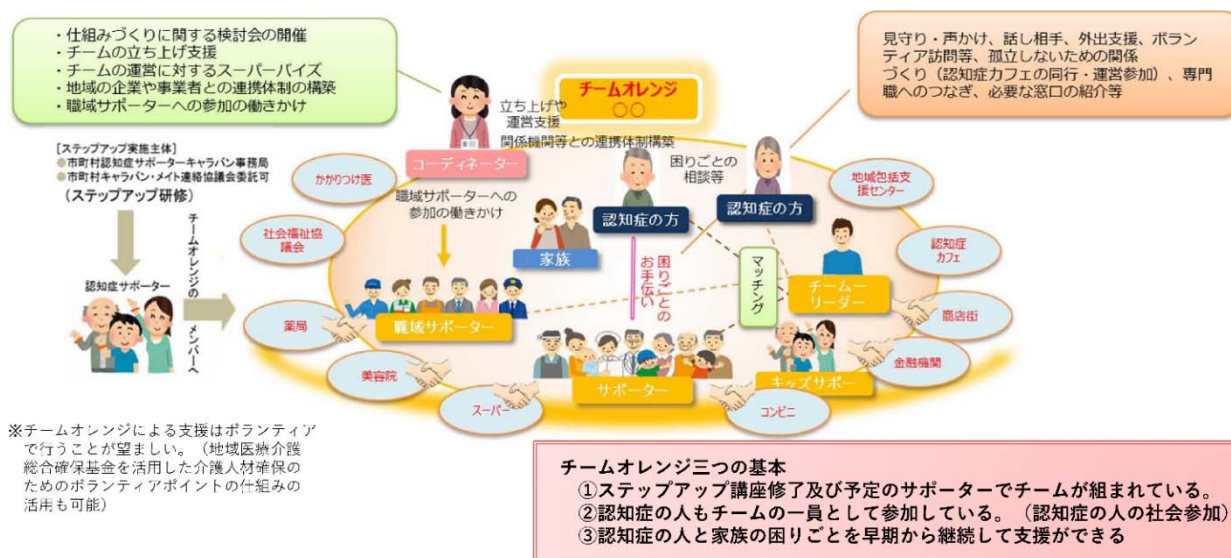 ・仕組みづくりに関する検討会の開催
・チームの立ち上げ支援
・チームの運営に対するスーパーバイズ
・地域の企業や事業者との連携体制の構築
・職域サポーターへの参加の働きかけ
チームオレンジ
○○
見守り・声かけ、話し相手、外出支援、ボラン
ティア訪問等、孤立しないための関係
づくり（認知症カフェの同行・運営参加）、専門
職へのつなぎ、必要な窓口の紹介等
立ち上げや
運営支援
関係機関等との連携体制構築
コーディネーター
[ステップアップ実施主体]
●市町村認知症サポーターキャラバン事務局
●市町村キャラバン・メイト連絡協議会委託可
(ステップアップ研修)
かかりつけ医
職域サポーターへの
参加の働きかけ
困りごとの
相談等
認知症の方
認知症の方
地域包括支
援センター
社会福祉協
議会
家族
認知症
カフェ
チームオレンジの
メンバーへ
認知症サポーター
困りごとの
お手伝い
マッチング
チームー
リーダー
薬局
職域サポーター
商店街
美容院
サポーター
キッズサポー
金融機関
スーパー
コンビニ
※チームオレンジによる支援はボランティア
で行うことが望ましい。（地域医療介護
総合確保基金を活用した介護人材確保の
ためのボランティアポイントの仕組みの
活用も可能）
チームオレンジ三つの基本
①ステップアップ講座修了及び予定のサポーターでチームが組まれている。
②認知症の人もチームの一員として参加している。（認知症の人の社会参加）
③認知症の人と家族の困りごとを早期から継続して支援ができる